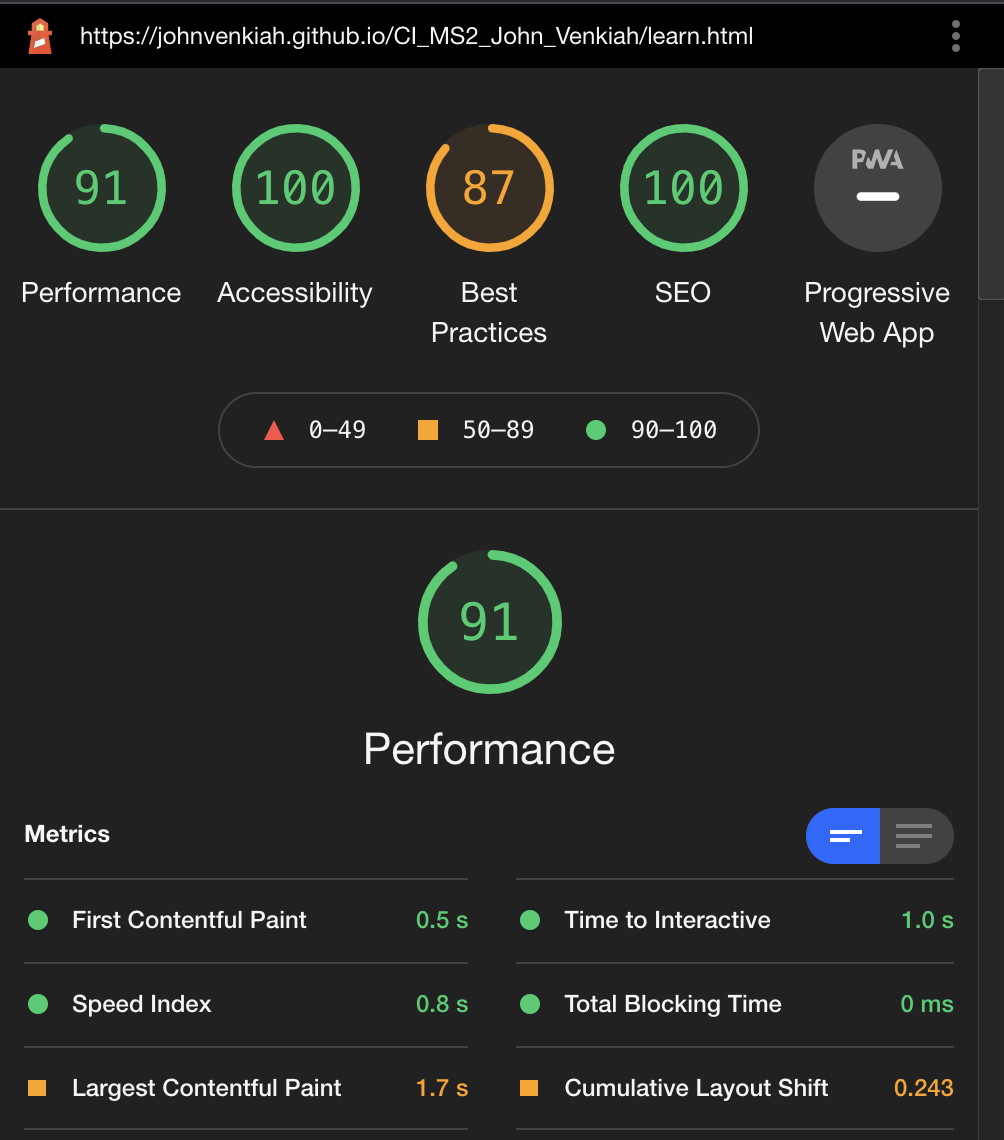 https://johnvenkiah.github.io/CI_MS2_John_Venkiah/learn.html
91 100 87 100 PWA
Performance Accessibility Best Practices SEO Progressive Web App
0–49 50–89 90–100
91
Performance
Metrics
First Contentful Paint 0.5 s
Time to Interactive 1.0 s
Speed Index 0.8 s
Total Blocking Time 0 ms
Largest Contentful Paint 1.7 s
Cumulative Layout Shift 0.243